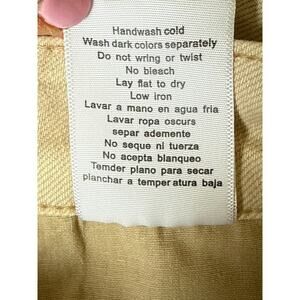 Handwash cold
Wash dark colors separately
Do not wring or twist
No bleach
Lay flat to dry
Low iron
Lavar a mano en agua fria
Lavar ropa oscurs
separ ademente
No seque ni tuerza
No acepta blanqueo
Temder plano para secar
planchar a temper atura baja